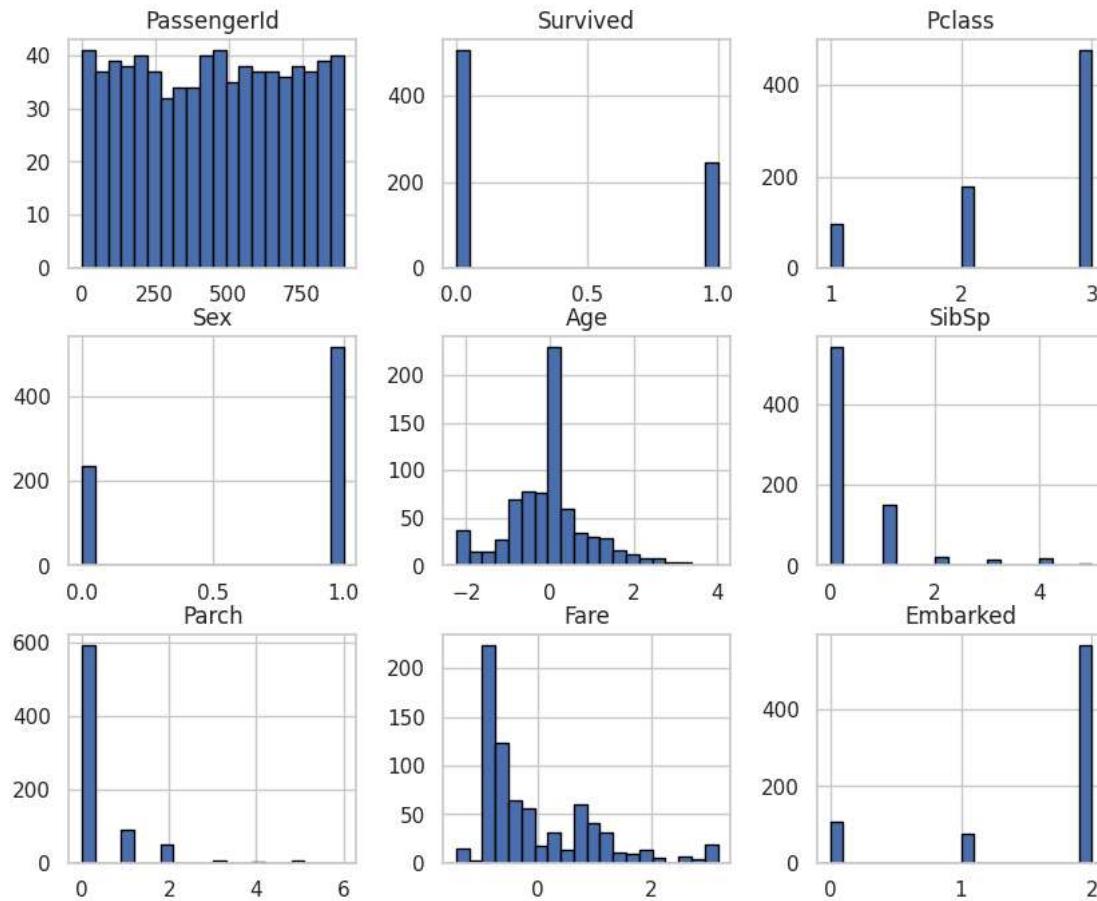 PassengerId
Survived
Pclass
40
30
20
10
0
0 250 500 750
400
200
0
0.0 0.5 1.0
400
200
0
1 2 3
Sex
Age
SibSp
400
200
0
0.0 0.5 1.0
200
150
100
50
0
−2 0 2 4
400
200
0
0 2 4
Parch
Fare
Embarked
600
400
200
0
0 2 4 6
200
150
100
50
0
0 2
400
200
0
0 1 2